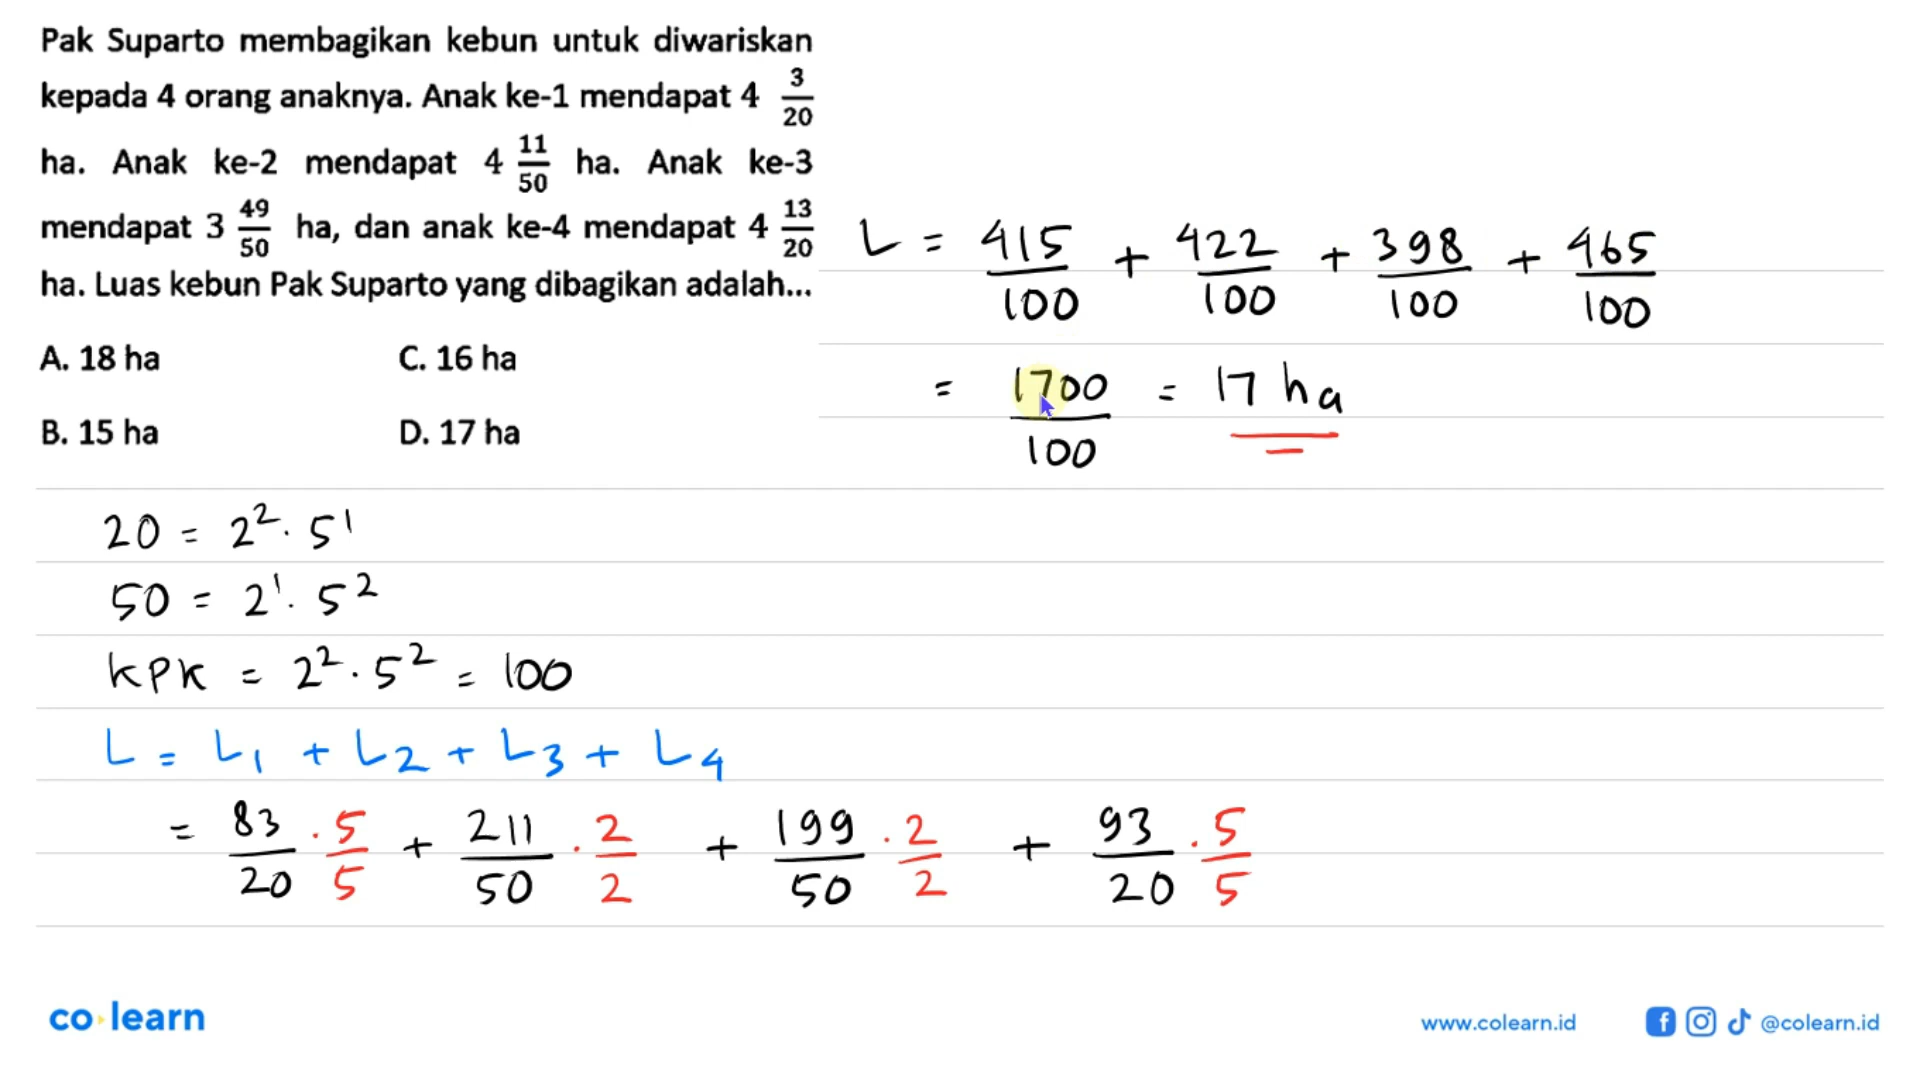 Pak Suparto membagikan kebun untuk diwariskan
kepada 4 orang anaknya. Anak ke-1 mendapat 4 3/20
ha. Anak ke-2 mendapat 4 11/50 ha. Anak ke-3
mendapat 3 49/50 ha, dan anak ke-4 mendapat 4 13/20
ha. Luas kebun Pak Suparto yang dibagikan adalah...
A. 18 ha
C. 16 ha
B. 15 ha
D. 17 ha
20 = 2² · 5¹
50 = 2¹ · 5²
KPK = 2² · 5² = 100
L = L₁ + L₂ + L₃ + L₄
= 83/20 · 5/5 + 211/50 · 2/2 + 199/50 · 2/2 + 93/20 · 5/5
L = 415/100 + 422/100 + 398/100 + 465/100
= 1700/100 = 17 ha
co learn
www.colearn.id
@colearn.id